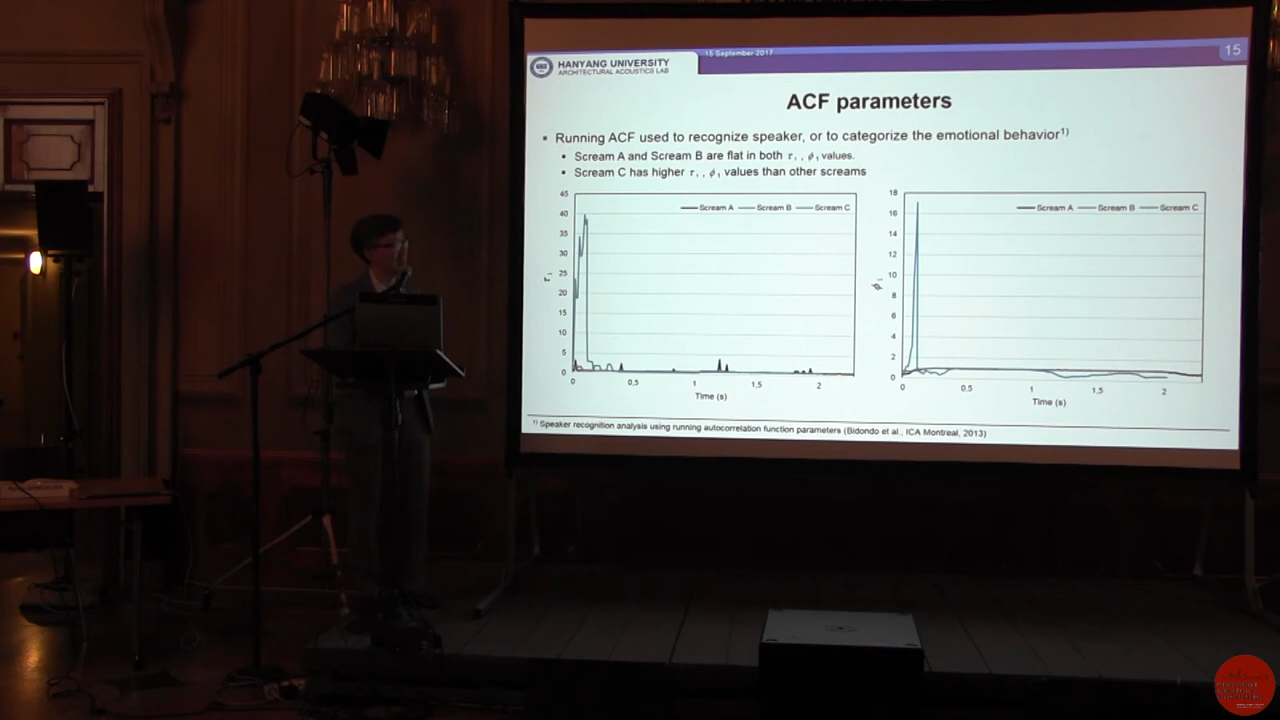 15 September 2017
15
HANYANG UNIVERSITY
ARCHITECTURAL ACOUSTICS LAB
ACF parameters
▪ Running ACF used to recognize speaker, or to categorize the emotional behavior¹⁾
• Scream A and Scream B are flat in both τ₁, ϕ₁ values.
• Scream C has higher τ₁, ϕ₁ values than other screams
Scream A Scream B Scream C
45
40
35
30
25
20
15
10
5
0
τ₁
0 0,5 1 1,5 2
Time (s)
Scream A Scream B Scream C
18
16
14
12
10
8
6
4
2
0
ϕ₁
0 0,5 1 1,5 2
Time (s)
¹⁾ Speaker recognition analysis using running autocorrelation function parameters (Bidondo et al., ICA Montreal, 2013)